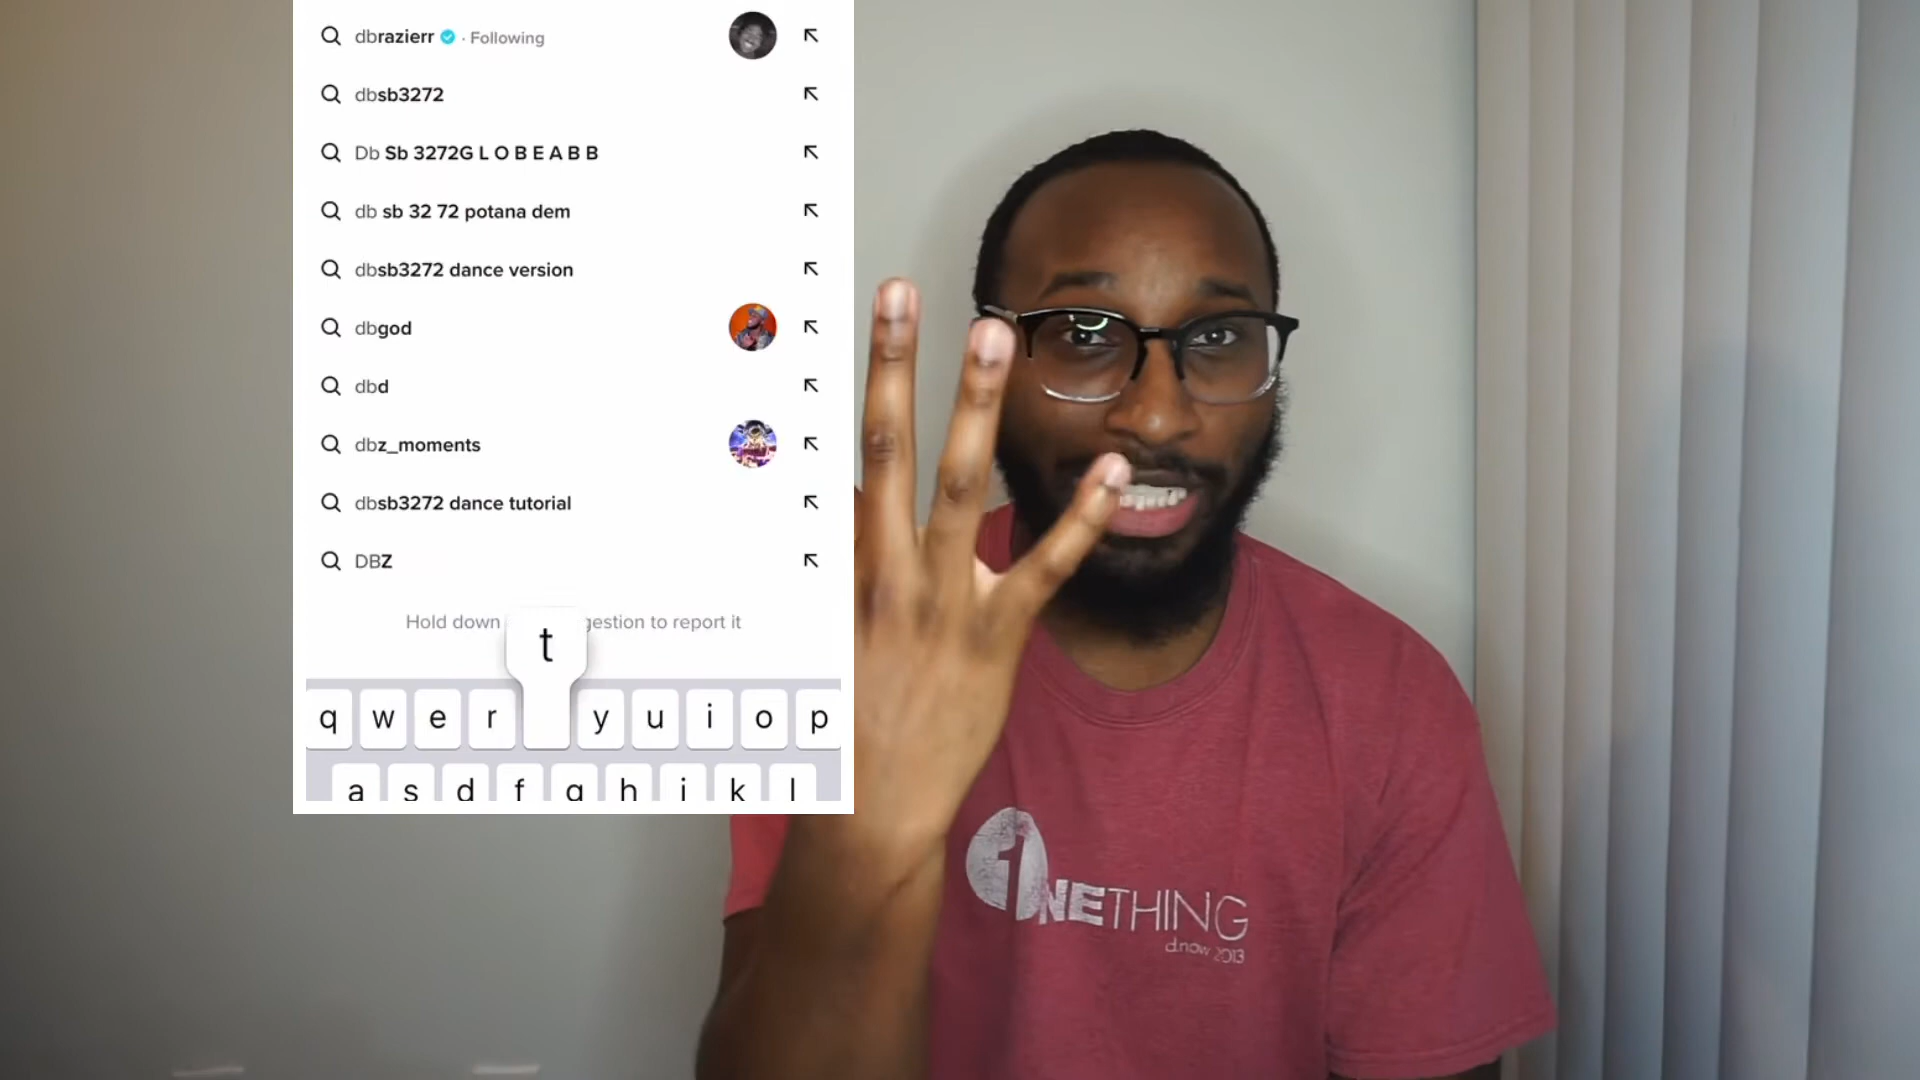 dbrazierr · Following
dbsb3272
Db Sb 3272G L O B E A B B
db sb 32 72 potana dem
dbsb3272 dance version
dbgod
dbd
dbz_moments
dbsb3272 dance tutorial
DBZ
Hold down gestion to report it
t
q w e r y u i o p
a s d f g h j k l
ONETHING
d.now 2013